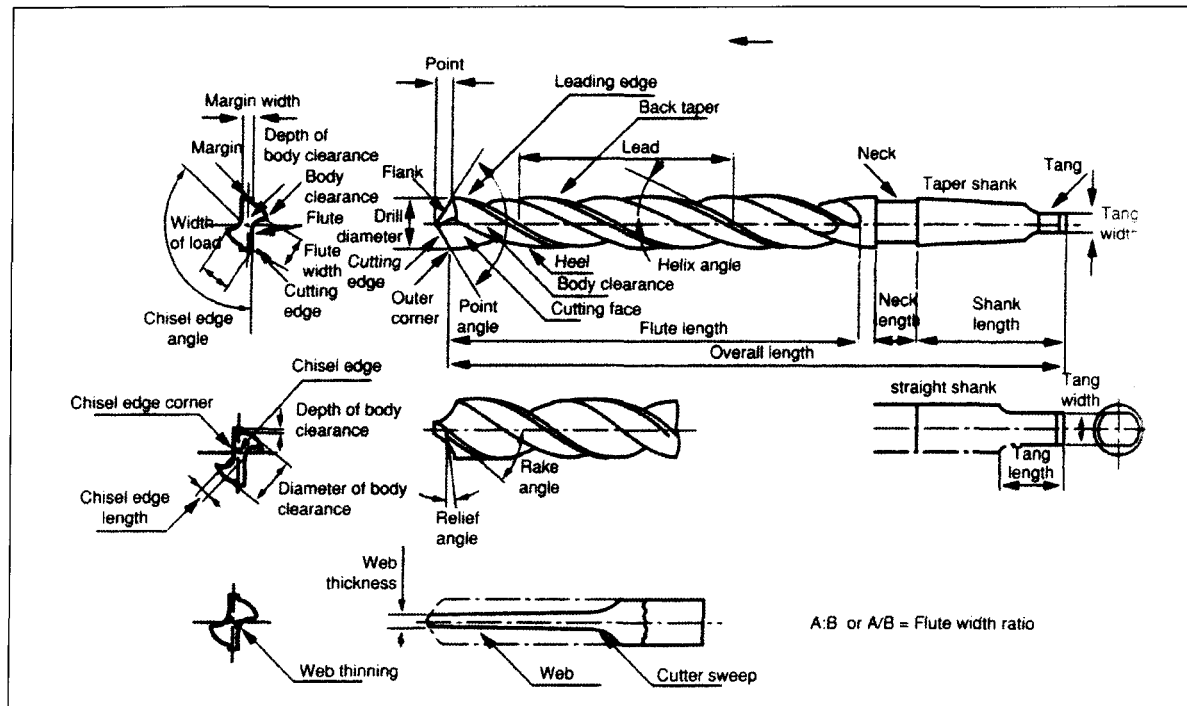 Point
Leading edge
Margin width
Back taper
Depth of
body clearance
Margin
Lead
Neck
Tang
Flank
Body
clearance
Taper shank
Width
of load
Flute
diameter
Drill
Tang
width
Flute
width
Cutting
edge
Heel
Helix angle
Cutting
edge
Body clearance
Outer
corner
Point
angle
Cutting face
Neck
length
Shank
length
Chisel edge
angle
Flute length
Overall length
Chisel edge
straight shank
Tang
width
Chisel edge corner
Depth of body
clearance
Rake
angle
Tang
length
Chisel edge
length
Diameter of body
clearance
Relief
angle
Web
thickness
A:B or A/B = Flute width ratio
Web thinning
Web
Cutter sweep